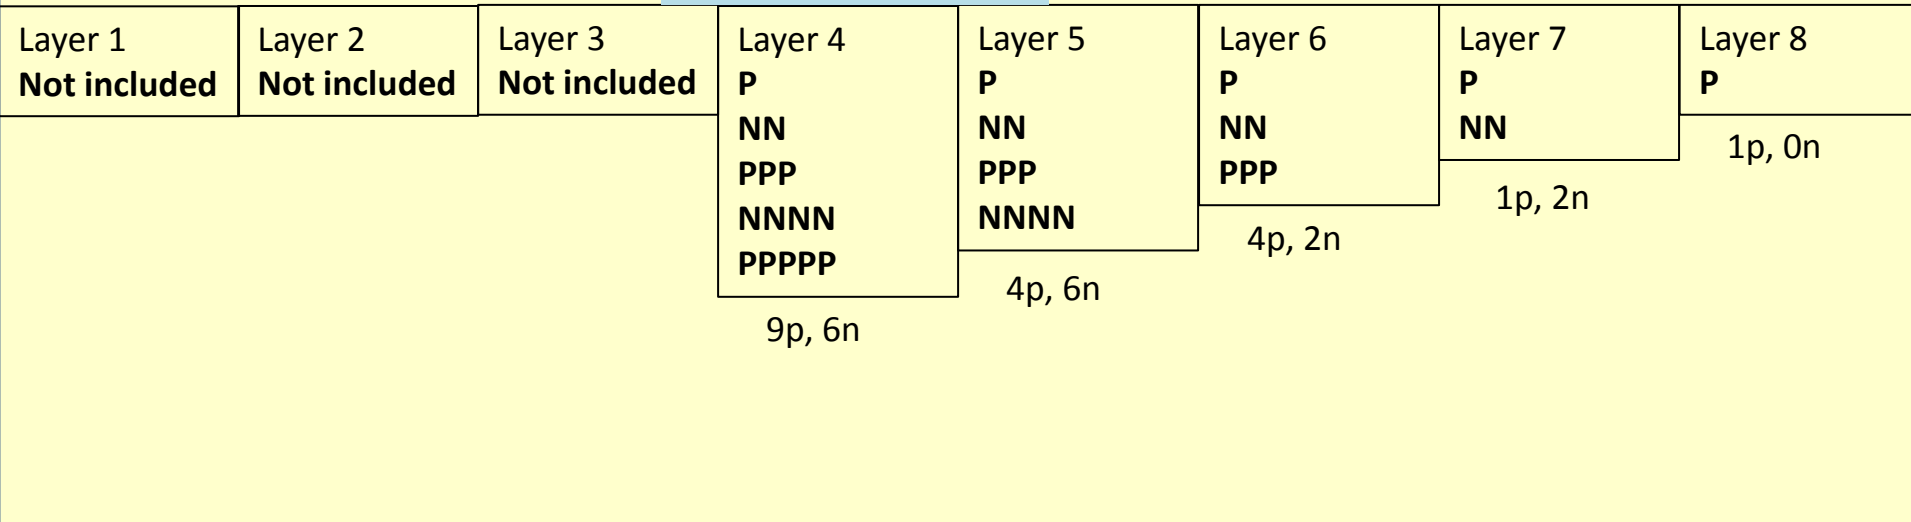 Layer 1
Not included
Layer 2
Not included
Layer 3
Not included
Layer 4
P
NN
PPP
NNNN
PPPPP
9p, 6n
Layer 5
P
NN
PPP
NNNN
4p, 6n
Layer 6
P
NN
PPP
4p, 2n
Layer 7
P
NN
1p, 2n
Layer 8
P
1p, 0n